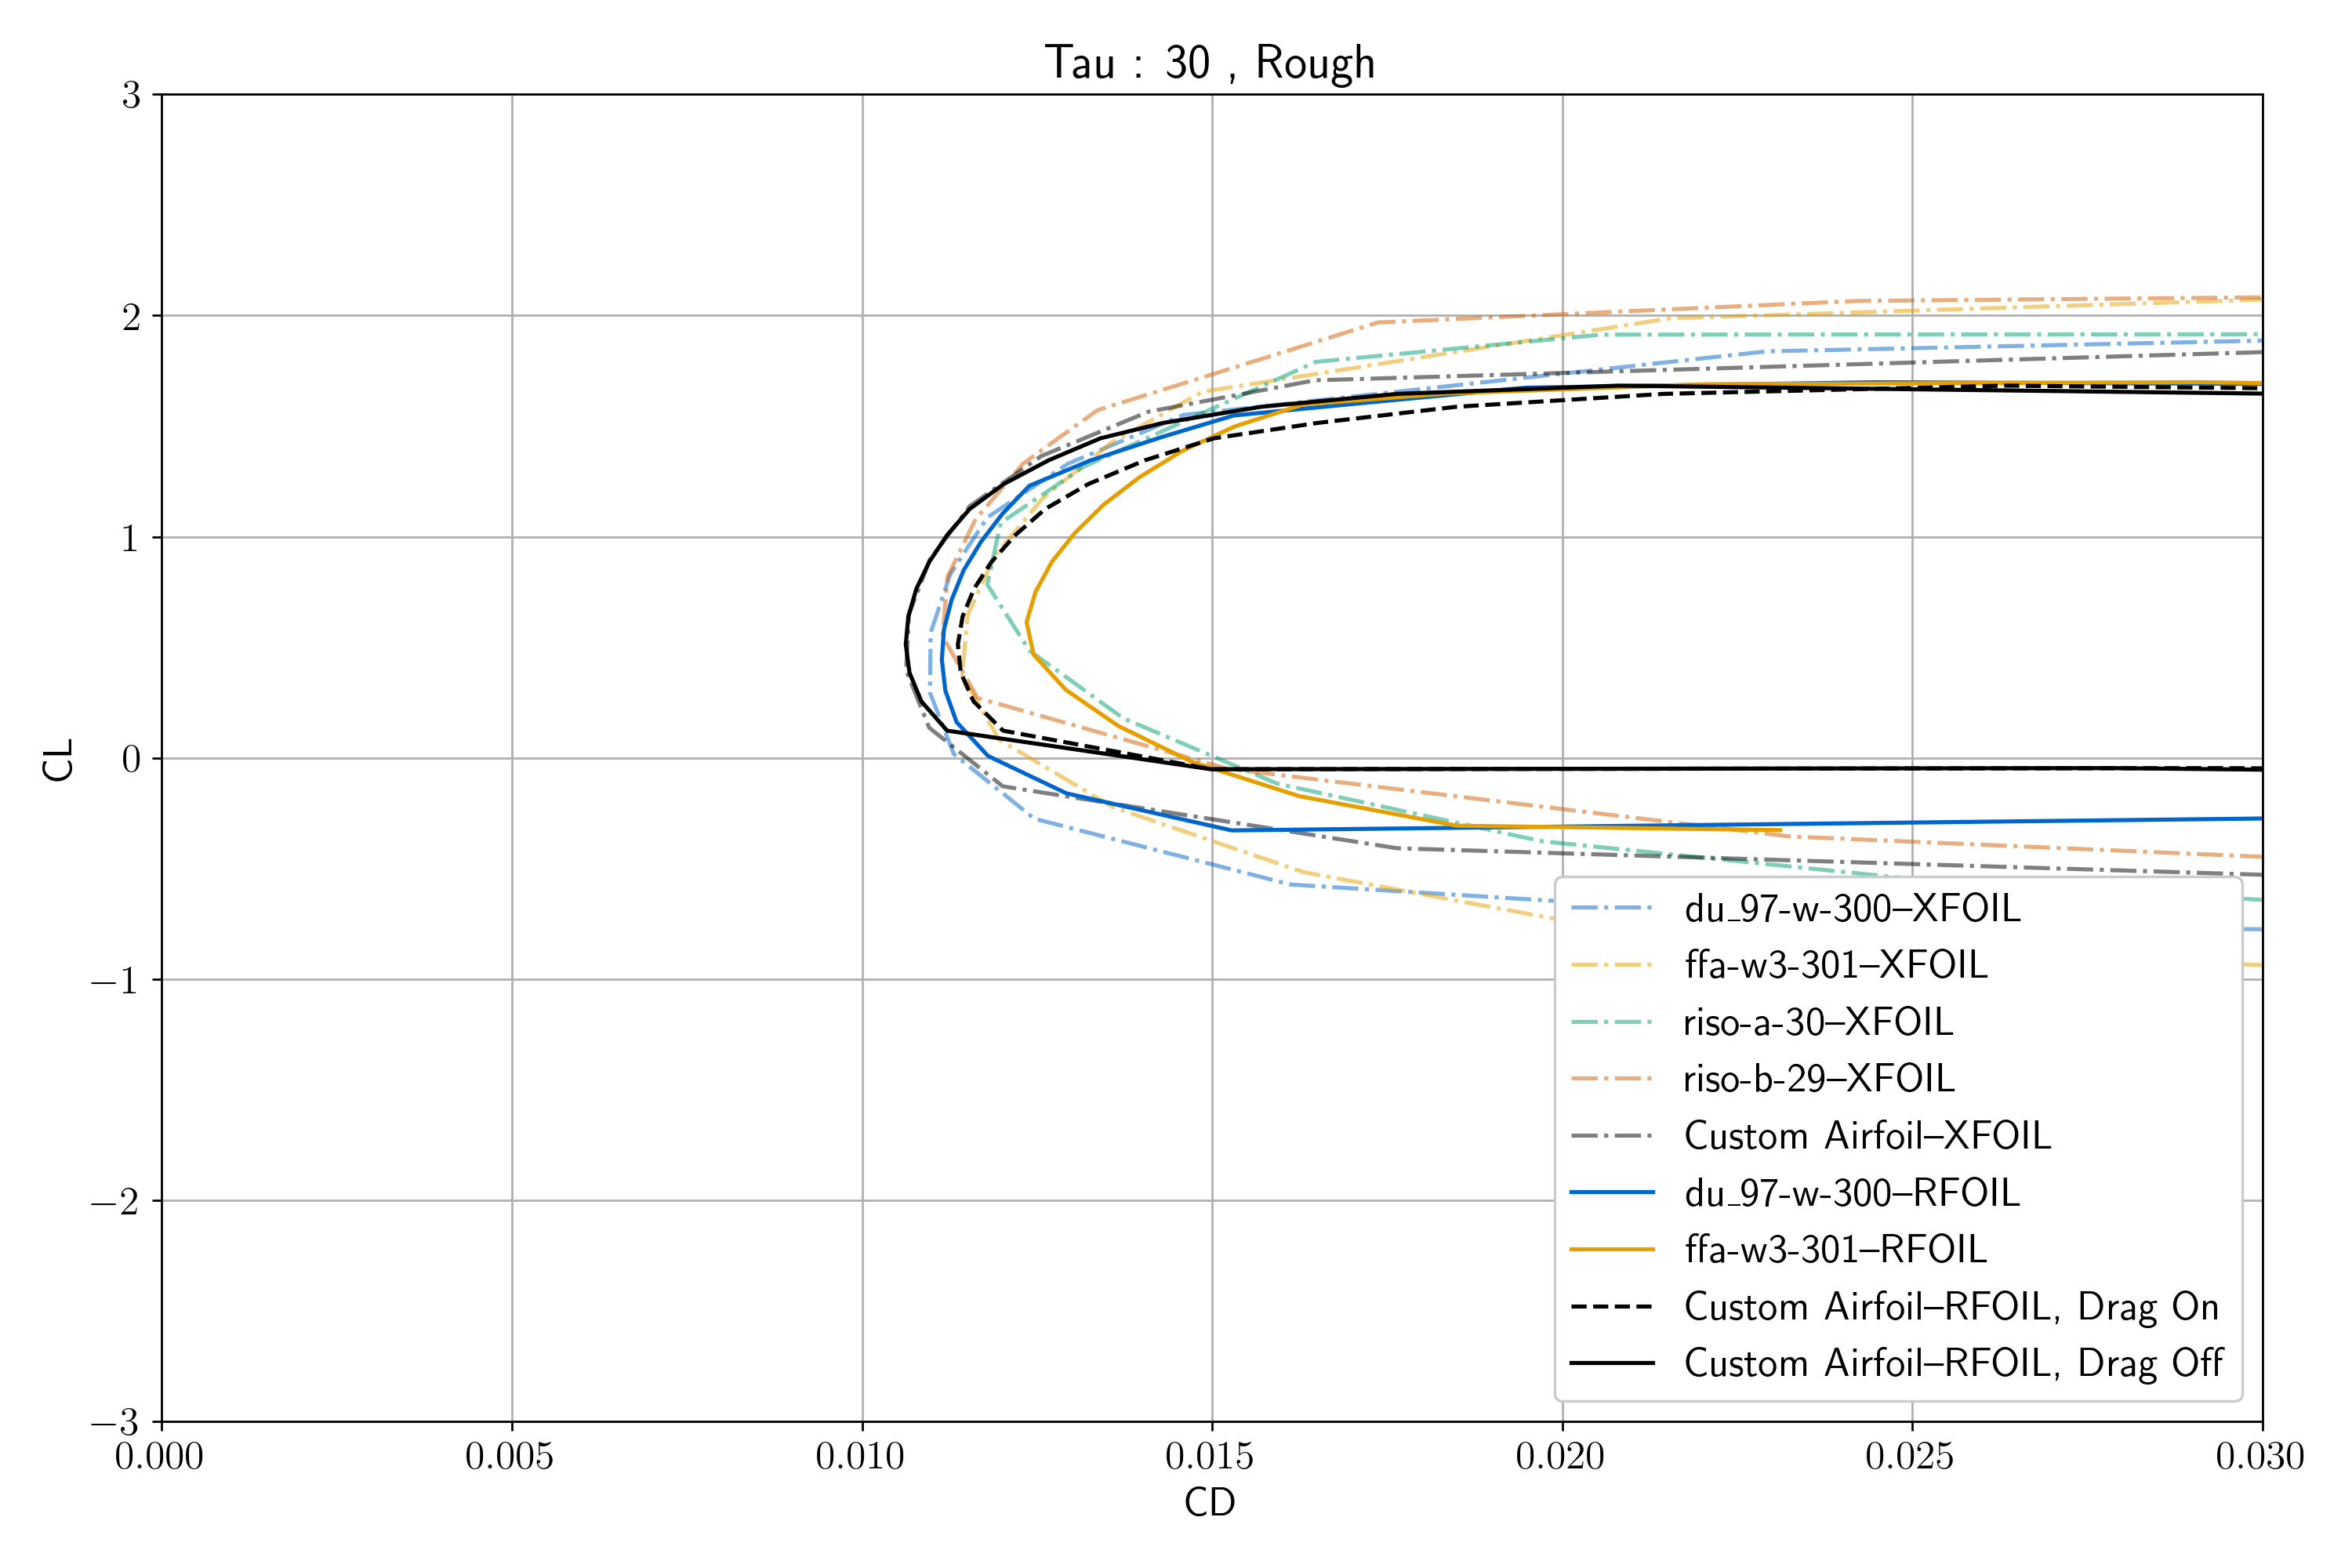 Tau : 30 , Rough
3
2
1
0
−1
−2
−3
CL
0.000 0.005 0.010 0.015 0.020 0.025 0.030
CD
du_97-w-300–XFOIL
ffa-w3-301–XFOIL
riso-a-30–XFOIL
riso-b-29–XFOIL
Custom Airfoil–XFOIL
du_97-w-300–RFOIL
ffa-w3-301–RFOIL
Custom Airfoil–RFOIL, Drag On
Custom Airfoil–RFOIL, Drag Off